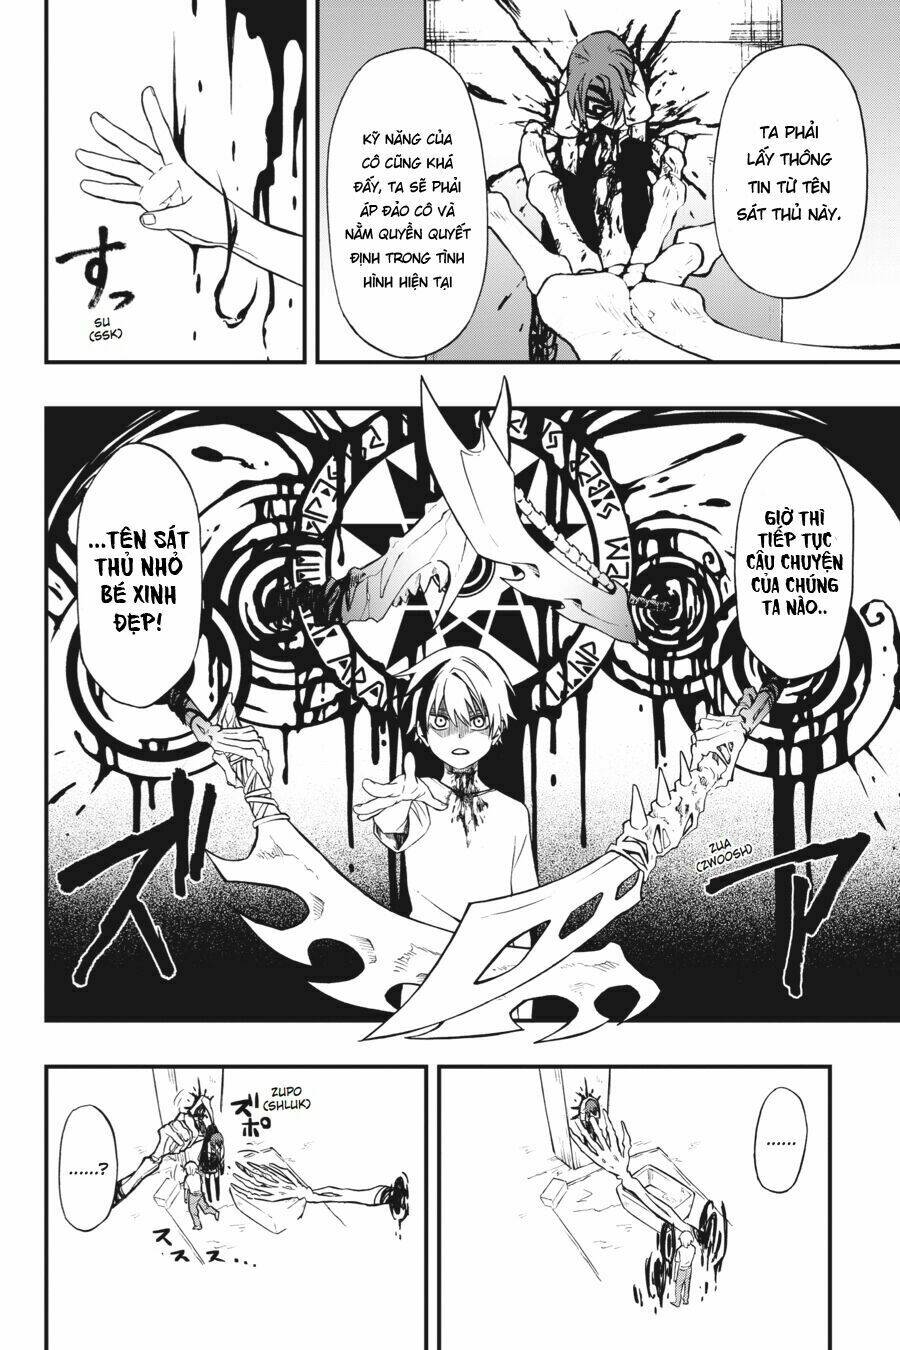 TA PHẢI
LẤY THÔNG
TIN TỪ TÊN
SÁT THỦ NÀY.
KỸ NĂNG CỦA
CÔ CŨNG KHÁ
ĐẤY, TA SẼ PHẢI
ÁP ĐẢO CÔ VÀ
NẮM QUYỀN QUYẾT
ĐỊNH TRONG TÌNH
HÌNH HIỆN TẠI
すっ
SU
(SSK)
GIỜ THÌ
TIẾP TỤC
CÂU CHUYỆN
CỦA CHÚNG
TA NÀO..
...TÊN SÁT
THỦ NHỎ
BÉ XINH
ĐẸP!
ズア
ZUA
(ZWOOSH)
......
ズポ
ZUPO
(SHLUK)
......?
ススス...